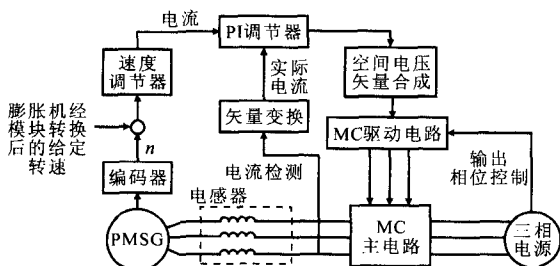 电流
PI调节器
速度
调节器
实际
电流
空间电压
矢量合成
膨胀机经
模块转换
后的给定
转速
n
矢量变换
MC驱动电路
编码器
电流检测
输出
相位控制
电感器
PMSG
MC
主电路
三相
电源